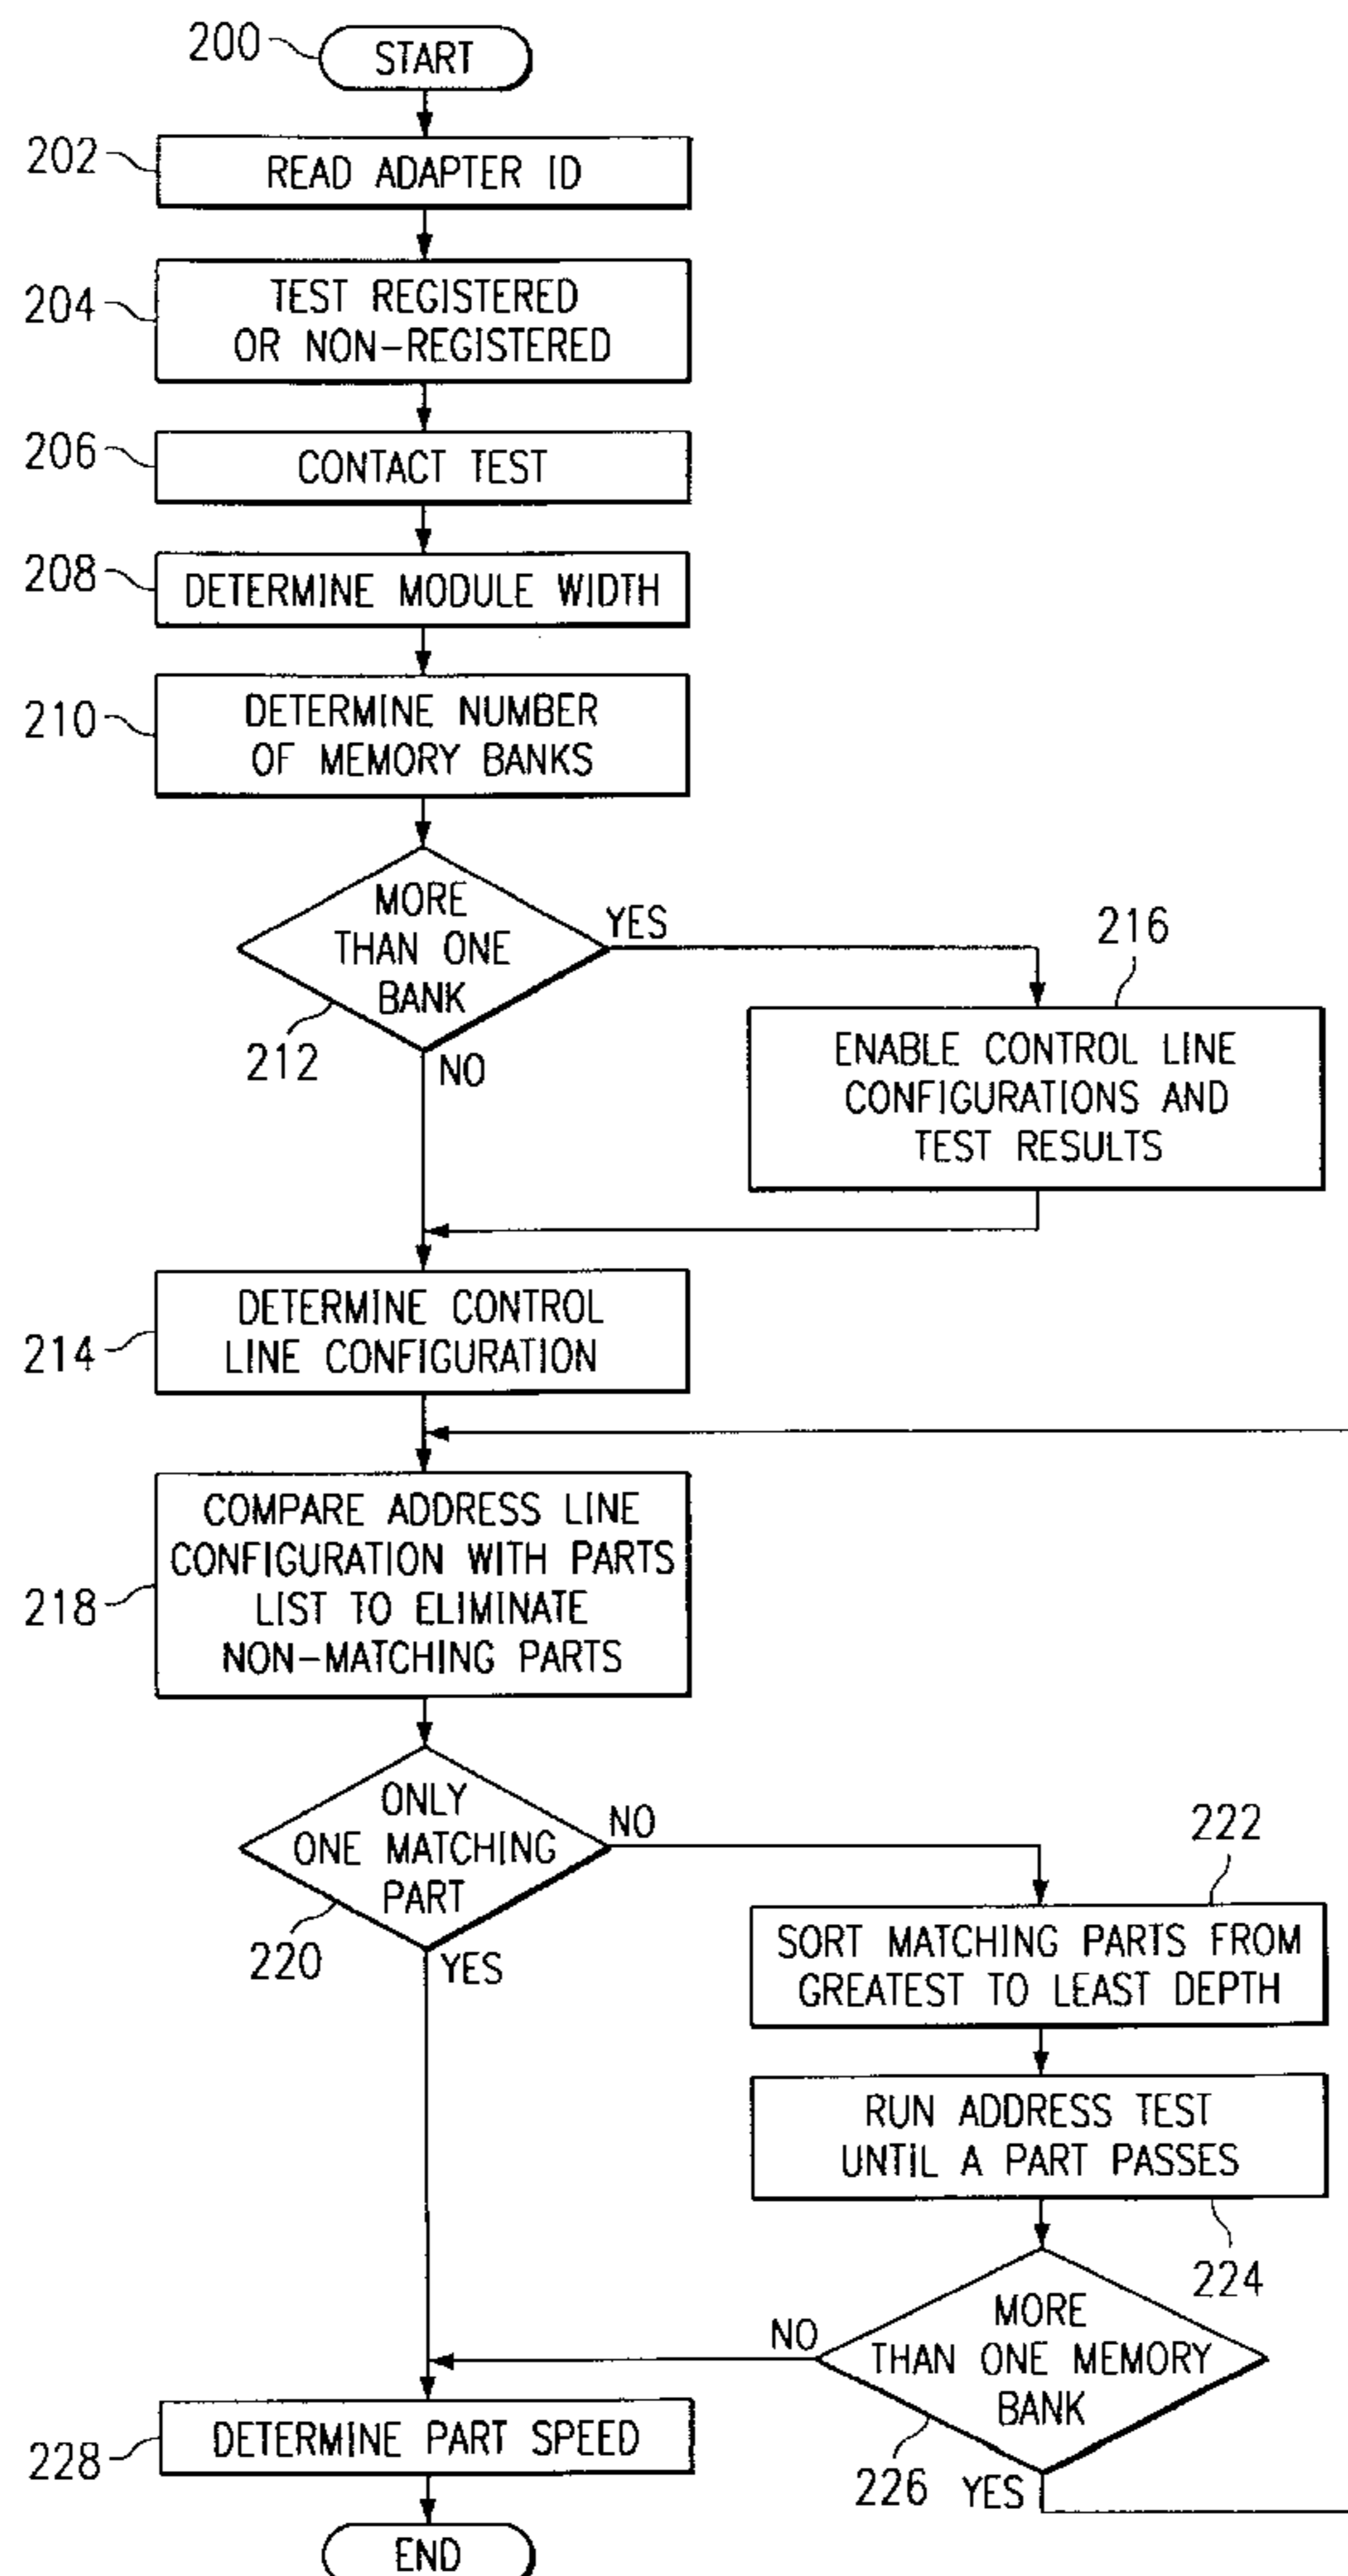 200
START
202
READ ADAPTER ID
204
TEST REGISTERED
OR NON-REGISTERED
206
CONTACT TEST
208
DETERMINE MODULE WIDTH
210
DETERMINE NUMBER
OF MEMORY BANKS
MORE
THAN ONE
BANK
YES
212
NO
216
ENABLE CONTROL LINE
CONFIGURATIONS AND
TEST RESULTS
214
DETERMINE CONTROL
LINE CONFIGURATION
218
COMPARE ADDRESS LINE
CONFIGURATION WITH PARTS
LIST TO ELIMINATE
NON-MATCHING PARTS
ONLY
ONE MATCHING
PART
NO
220
YES
222
SORT MATCHING PARTS FROM
GREATEST TO LEAST DEPTH
RUN ADDRESS TEST
UNTIL A PART PASSES
224
MORE
THAN ONE MEMORY
BANK
NO
226
YES
228
DETERMINE PART SPEED
END